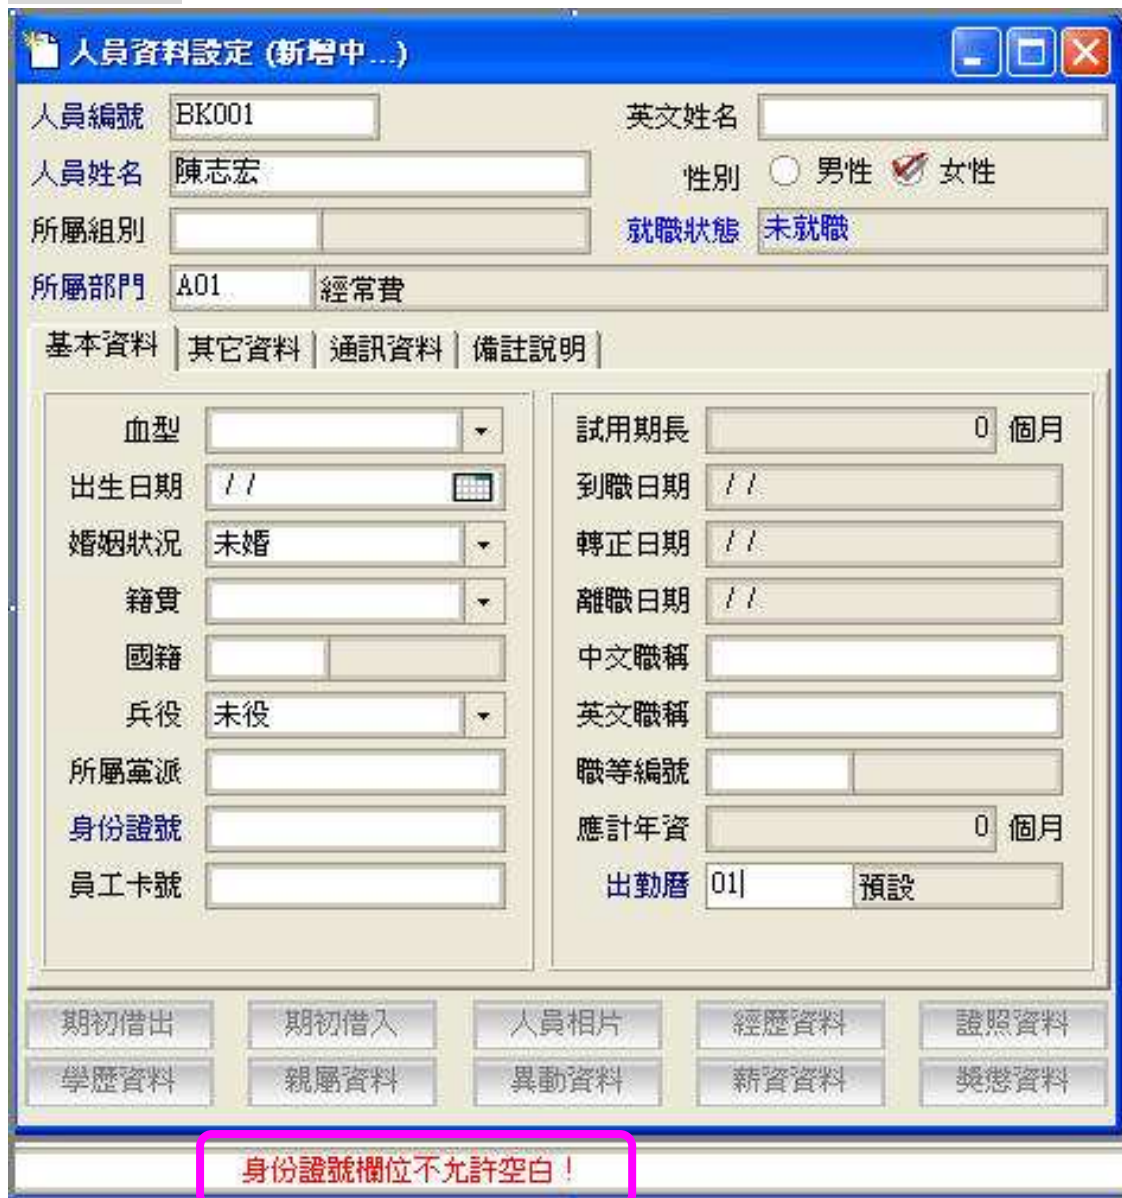 人員資料設定 (新增中...)
人員編號 BK001 英文姓名
人員姓名 陳志宏 性別 男性 女性
所屬組別 就職狀態 未就職
所屬部門 A01 經常費
基本資料 其它資料 通訊資料 備註說明
血型 試用期長 0 個月
出生日期 / / 到職日期 / /
婚姻狀況 未婚 轉正日期 / /
籍貫 離職日期 / /
國籍 中文職稱
兵役 未役 英文職稱
所屬黨派 職等編號
身份證號 應計年資 0 個月
員工卡號 出勤曆 01 預設
期初借出 期初借入 人員相片 經歷資料 證照資料
學歷資料 親屬資料 異動資料 薪資資料 獎懲資料
身份證號欄位不允許空白！